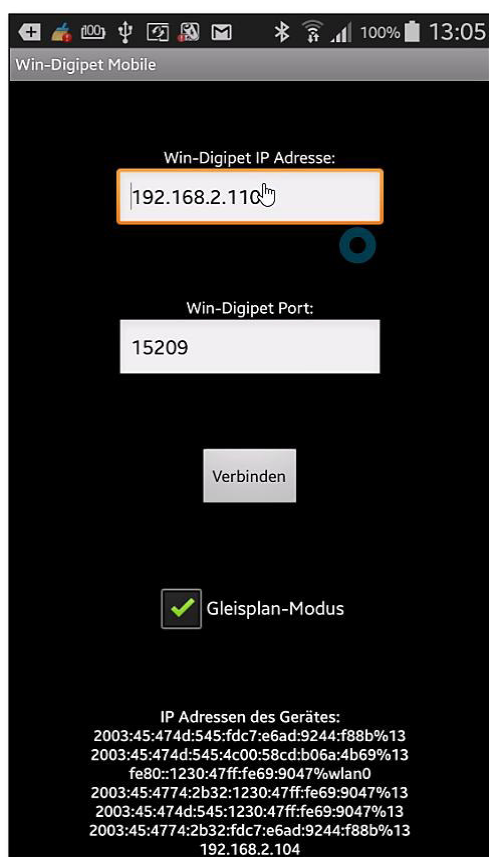 100 100% 13:05
Win-Digipet Mobile
Win-Digipet IP Adresse:
192.168.2.110
Win-Digipet Port:
15209
Verbinden
Gleisplan-Modus
IP Adressen des Gerätes:
2003:45:474d:545:fdc7:e6ad:9244:f88b%13
2003:45:474d:545:4c00:58cd:b06a:4b69%13
fe80::1230:47ff:fe69:9047%wlan0
2003:45:4774:2b32:1230:47ff:fe69:9047%13
2003:45:474d:545:1230:47ff:fe69:9047%13
2003:45:4774:2b32:fdc7:e6ad:9244:f88b%13
192.168.2.104